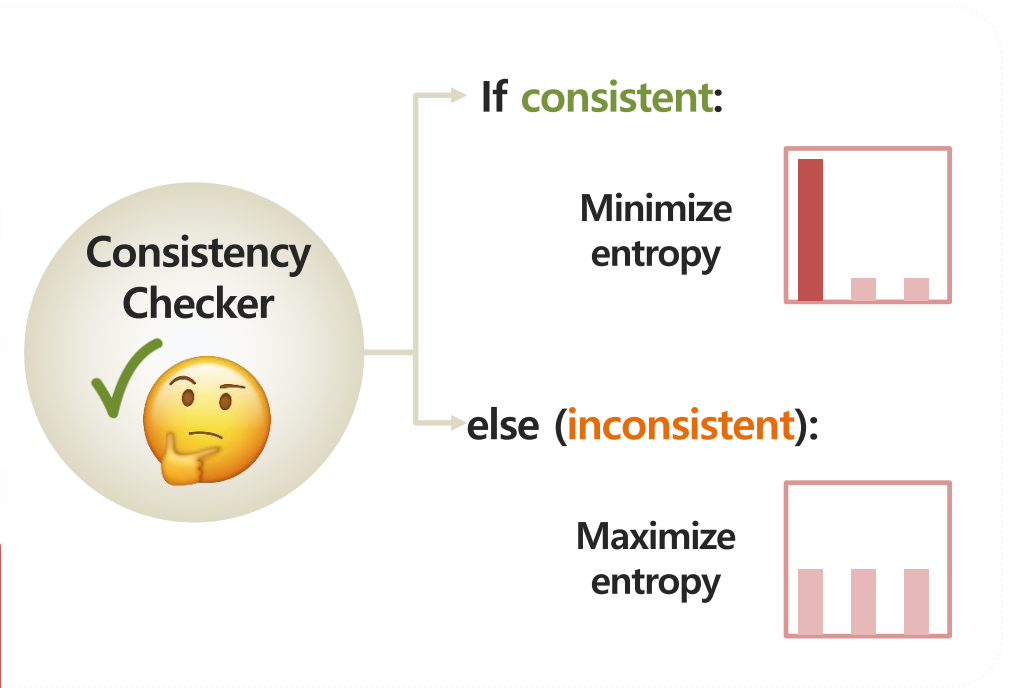 Consistency
Checker
If consistent:
Minimize
entropy
else (inconsistent):
Maximize
entropy